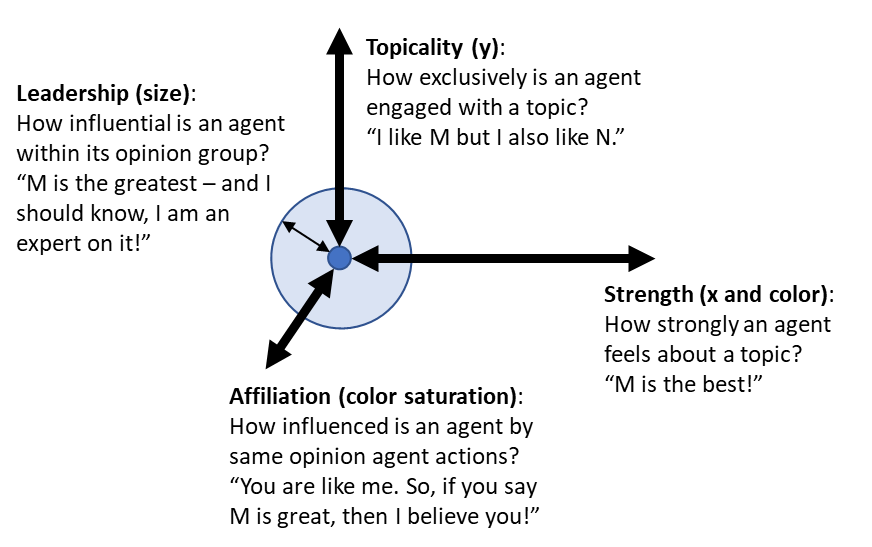 Topicality (y):
How exclusively is an agent
engaged with a topic?
“I like M but I also like N.”
Leadership (size):
How influential is an agent
within its opinion group?
“M is the greatest – and I
should know, I am an
expert on it!”
Strength (x and color):
How strongly an agent
feels about a topic?
“M is the best!”
Affiliation (color saturation):
How influenced is an agent by
same opinion agent actions?
“You are like me. So, if you say
M is great, then I believe you!”